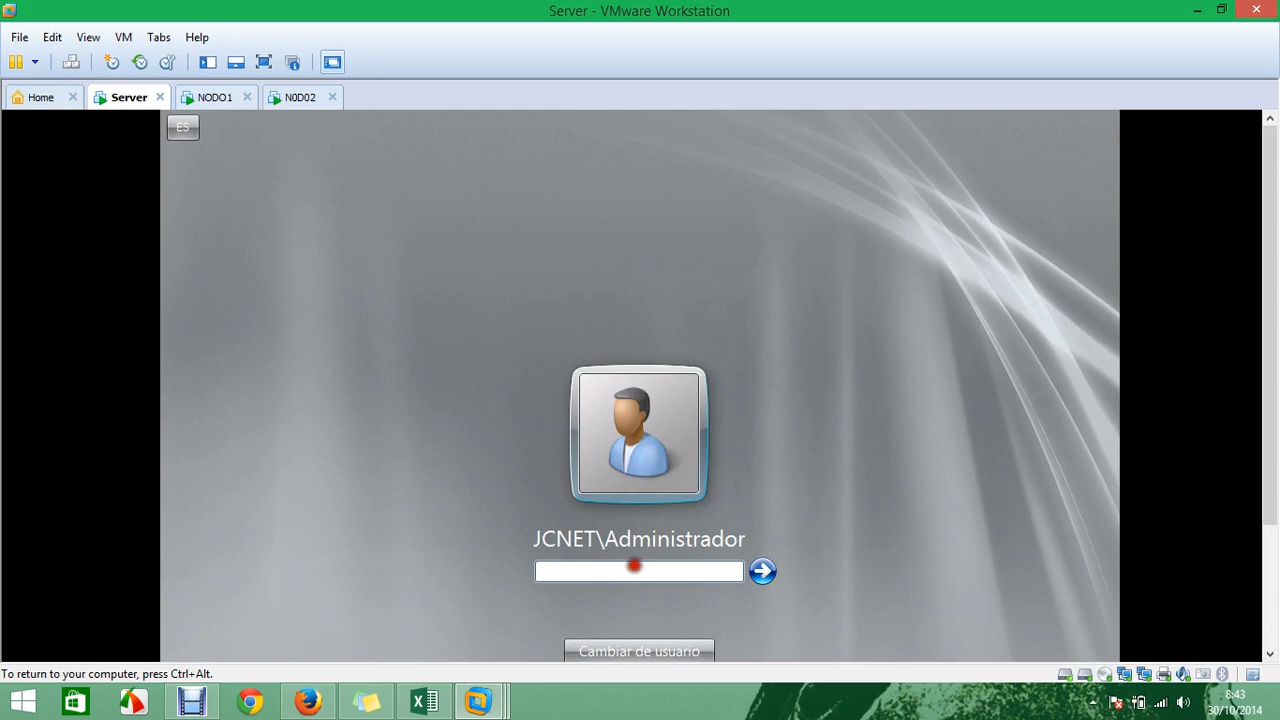 Server - VMware Workstation
File Edit View VM Tabs Help
Home Server NODO1 N0D02
ES
JCNET\Administrador
Cambiar de usuario
To return to your computer, press Ctrl+Alt.
8:43
30/10/2014